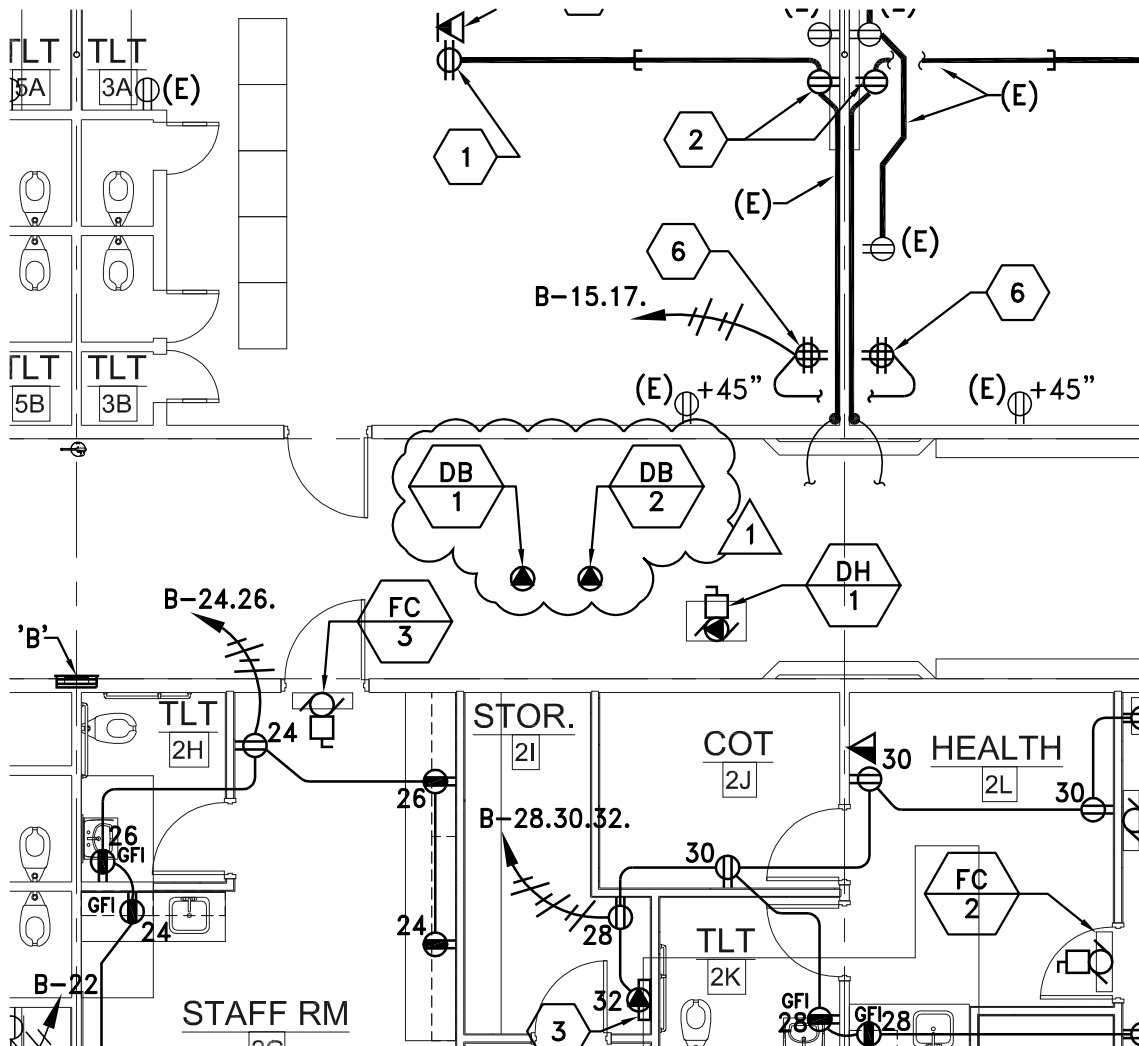 TLT
5A
TLT
3A
(E)
1
2
(E)
(E)
(E)
6
6
B-15.17.
TLT
5B
TLT
3B
(E)
+45"
(E)
+45"
DB
1
DB
2
1
DH
1
B-24.26.
FC
3
'B'
TLT
2H
24
STOR.
2I
COT
2J
30
HEALTH
2L
26
30
B-28.30.32.
26
GFI
30
FC
2
GFI
24
24
28
TLT
2K
B-22
32
GFI
28
GFI
28
STAFF RM
3